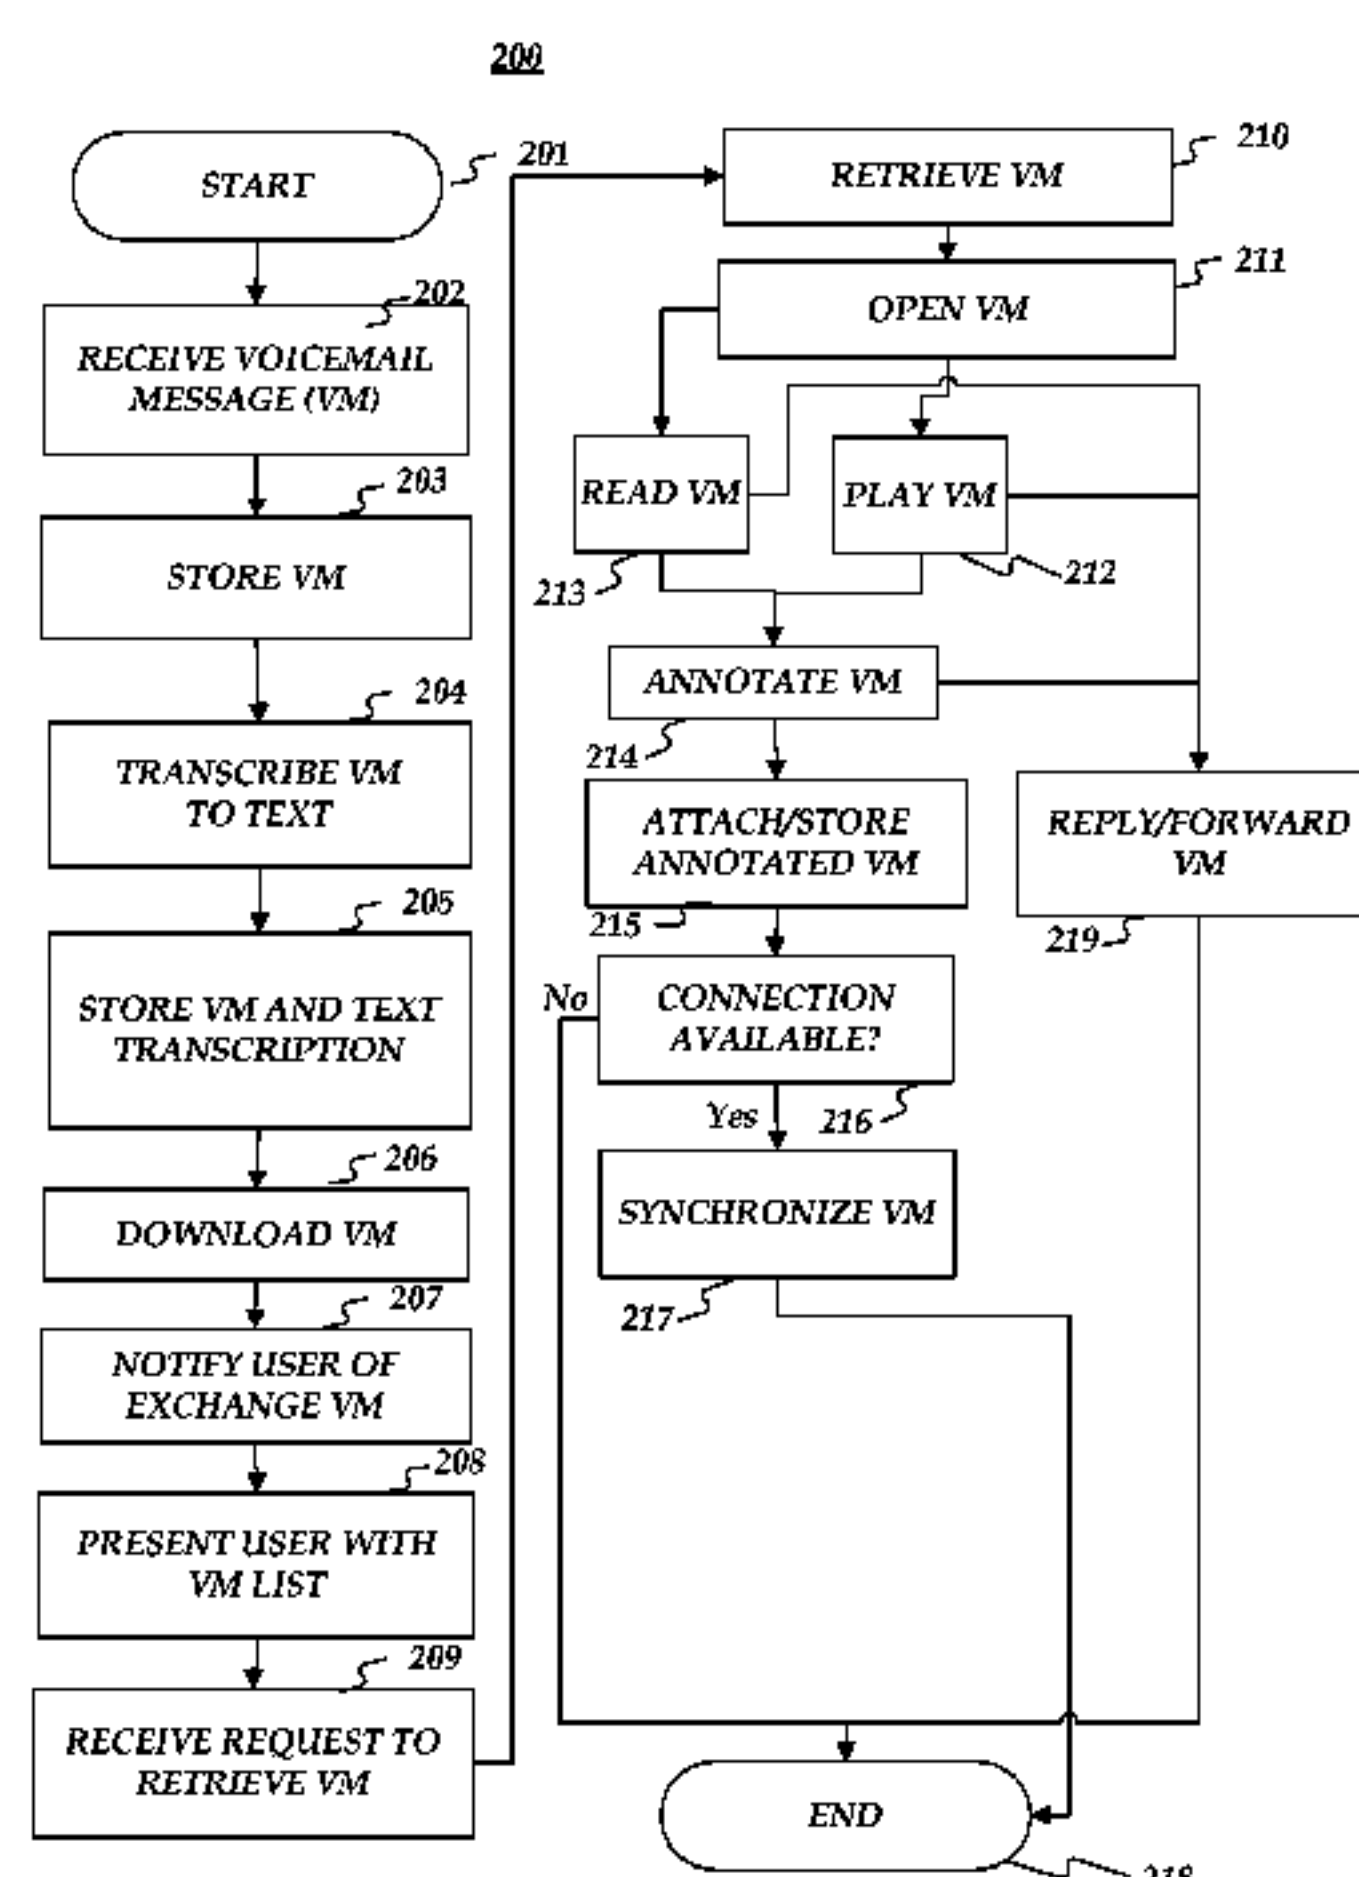 200
START
201
202
RECEIVE VOICEMAIL
MESSAGE (VM)
203
STORE VM
204
TRANSCRIBE VM
TO TEXT
205
STORE VM AND TEXT
TRANSCRIPTION
206
DOWNLOAD VM
207
NOTIFY USER OF
EXCHANGE VM
208
PRESENT USER WITH
VM LIST
209
RECEIVE REQUEST TO
RETRIEVE VM
210
RETRIEVE VM
211
OPEN VM
READ VM
213
PLAY VM
212
ANNOTATE VM
214
ATTACH/STORE
ANNOTATED VM
215
REPLY/FORWARD
VM
219
No
CONNECTION
AVAILABLE?
Yes
216
SYNCHRONIZE VM
217
END
218